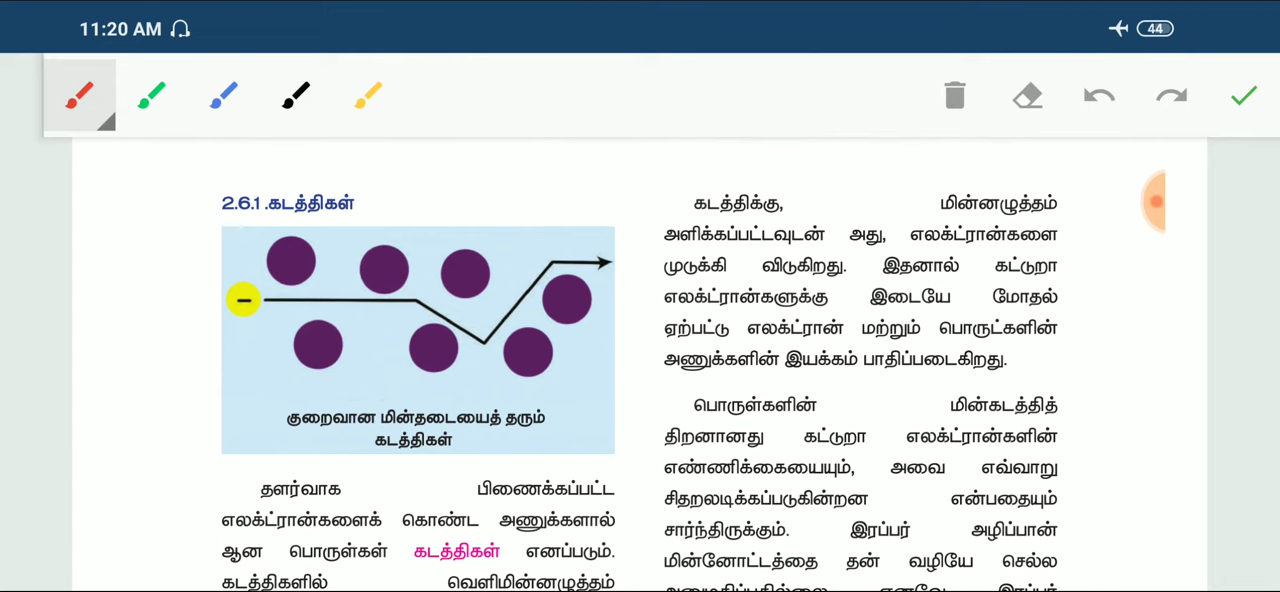 11:20 AM
44
2.6.1 .கடத்திகள்
குறைவான மின்தடையைத் தரும்
கடத்திகள்
தளர்வாக பிணைக்கப்பட்ட
எலக்ட்ரான்களைக் கொண்ட அணுக்களால்
ஆன பொருள்கள் கடத்திகள் எனப்படும்.
கடத்திகளில் வெளிமின்னழுத்தம்
கடத்திக்கு, மின்னழுத்தம்
அளிக்கப்பட்டவுடன் அது, எலக்ட்ரான்களை
முடுக்கி விடுகிறது. இதனால் கட்டுறா
எலக்ட்ரான்களுக்கு இடையே மோதல்
ஏற்பட்டு எலக்ட்ரான் மற்றும் பொருட்களின்
அணுக்களின் இயக்கம் பாதிப்படைகிறது.
பொருள்களின் மின்கடத்தித்
திறனானது கட்டுறா எலக்ட்ரான்களின்
எண்ணிக்கையையும், அவை எவ்வாறு
சிதறலடிக்கப்படுகின்றன என்பதையும்
சார்ந்திருக்கும். இரப்பர் அழிப்பான்
மின்னோட்டத்தை தன் வழியே செல்ல